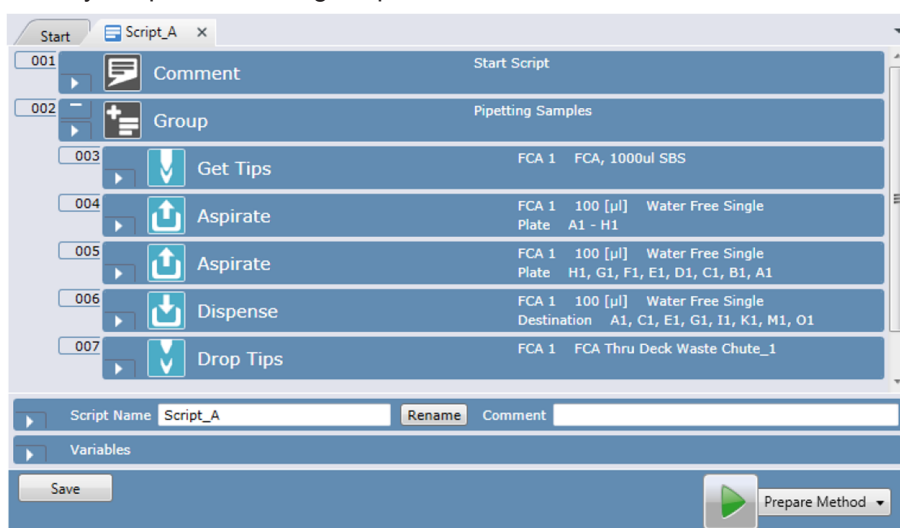 Start
Script_A ×
001 Comment Start Script
002 Group Pipetting Samples
003 Get Tips FCA 1 FCA, 1000ul SBS
004 Aspirate FCA 1 100 [µl] Water Free Single
Plate A1 - H1
005 Aspirate FCA 1 100 [µl] Water Free Single
Plate H1, G1, F1, E1, D1, C1, B1, A1
006 Dispense FCA 1 100 [µl] Water Free Single
Destination A1, C1, E1, G1, I1, K1, M1, O1
007 Drop Tips FCA 1 FCA Thru Deck Waste Chute_1
Script Name Script_A Rename Comment
Variables
Save
Prepare Method